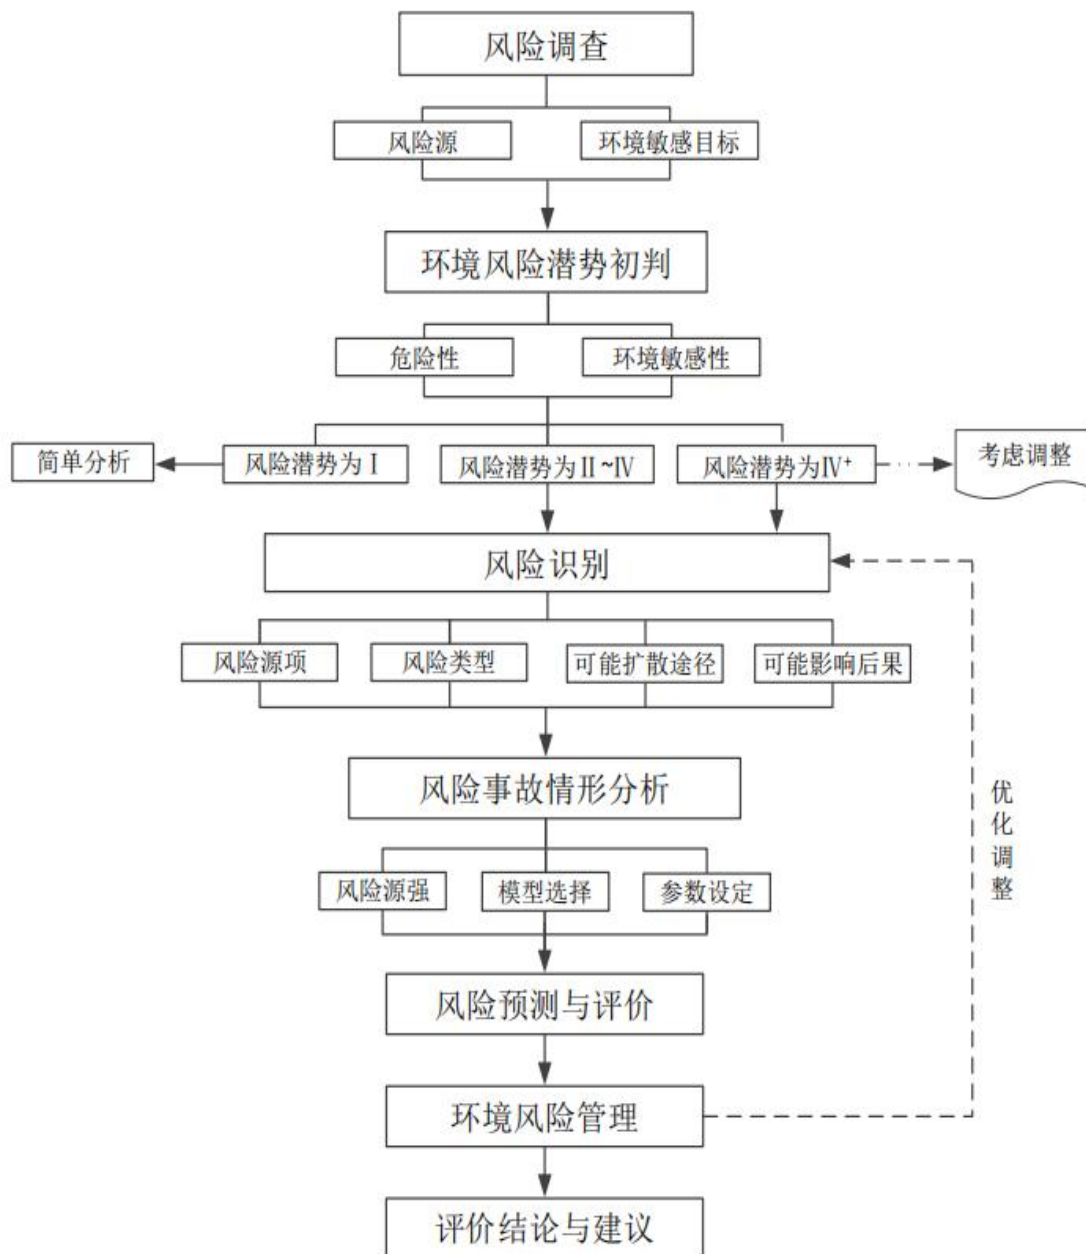 风险调查
风险源
环境敏感目标
环境风险潜势初判
危险性
环境敏感性
简单分析
风险潜势为Ⅰ
风险潜势为Ⅱ~Ⅳ
风险潜势为Ⅳ⁺
考虑调整
风险识别
风险源项
风险类型
可能扩散途径
可能影响后果
风险事故情形分析
优化调整
风险源强
模型选择
参数设定
风险预测与评价
环境风险管理
评价结论与建议